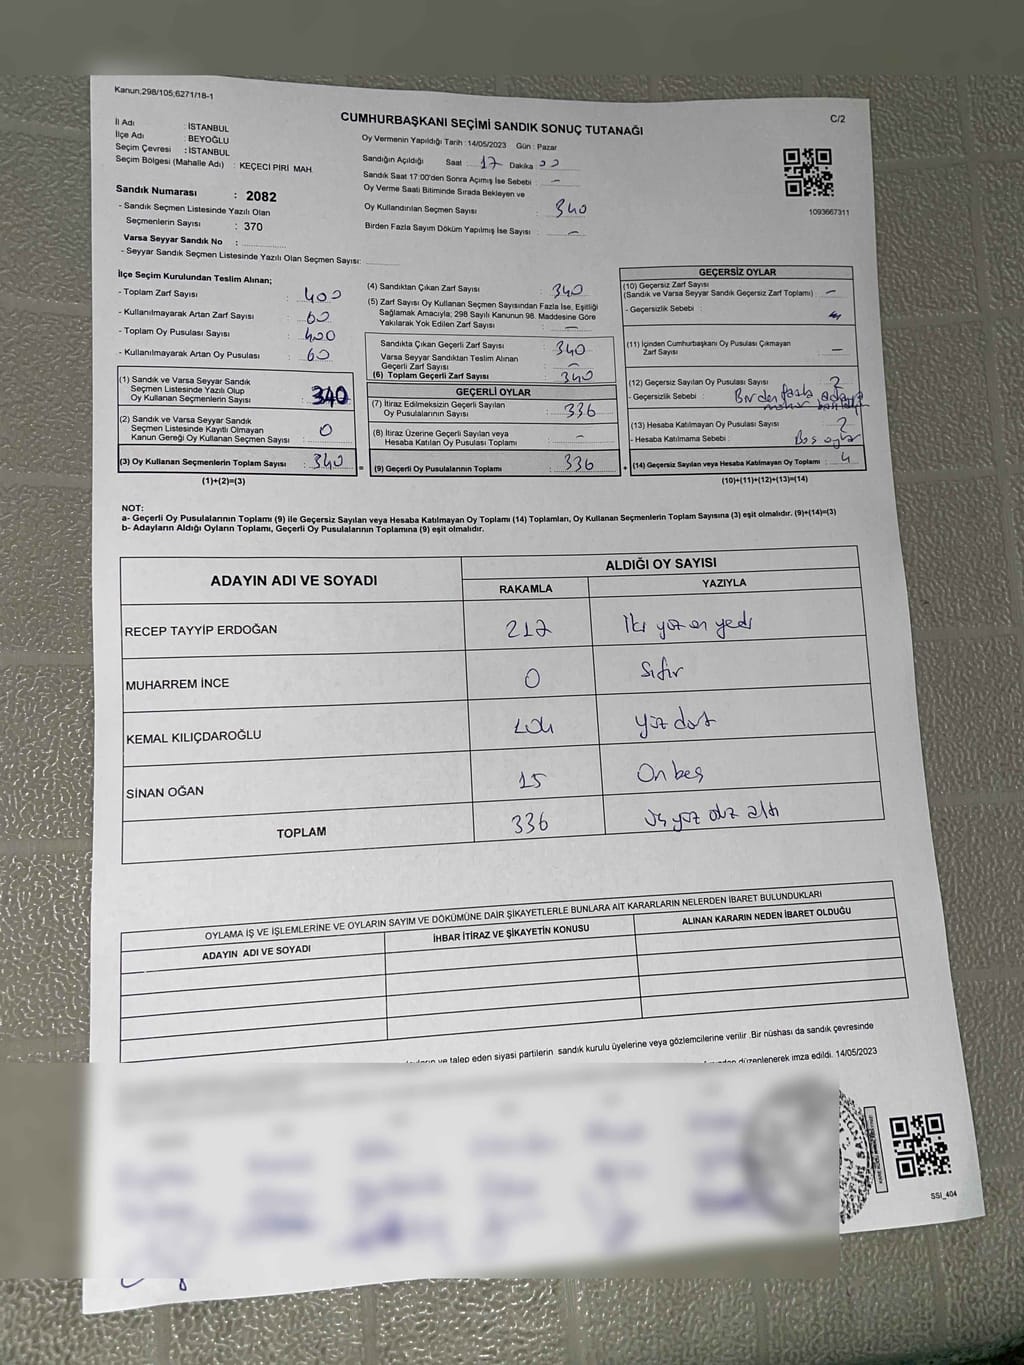 Kanun,298/105,6271/18-1
CUMHURBAŞKANI SEÇİMİ SANDIK SONUÇ TUTANAĞI
C/2
İl Adı : İSTANBUL
İlçe Adı : BEYOĞLU
Seçim Çevresi : İSTANBUL
Seçim Bölgesi (Mahalle Adı) : KEÇECİ PİRİ MAH
Sandık Numarası : 2082
- Sandık Seçmen Listesinde Yazılı Olan
Seçmenlerin Sayısı : 370
Varsa Seyyar Sandık No :
- Seyyar Sandık Seçmen Listesinde Yazılı Olan Seçmen Sayısı:
Oy Vermenin Yapıldığı Tarih :14/05/2023 Gün : Pazar
Sandığın Açıldığı Saat 17 Dakika 00
Sandık Saat 17:00'den Sonra Açımış İse Sebebi : -
Oy Verme Saati Bitiminde Sırada Bekleyen ve
Oy Kullandırılan Seçmen Sayısı : 340
Birden Fazla Sayım Döküm Yapılmış İse Sayısı : -
1093667311
İlçe Seçim Kurulundan Teslim Alınan;
- Toplam Zarf Sayısı : 400
- Kullanılmayarak Artan Zarf Sayısı : 60
- Toplam Oy Pusulası Sayısı : 400
- Kullanılmayarak Artan Oy Pusulası : 60
(1) Sandık ve Varsa Seyyar Sandık
Seçmen Listesinde Yazılı Olup
Oy Kullanan Seçmenlerin Sayısı : 340
(2) Sandık ve Varsa Seyyar Sandık
Seçmen Listesinde Kayıtlı Olmayan
Kanun Gereği Oy Kullanan Seçmen Sayısı : 0
(3) Oy Kullanan Seçmenlerin Toplam Sayısı : 340
(1)+(2)=(3)
(4) Sandıktan Çıkan Zarf Sayısı : 340
(5) Zarf Sayısı Oy Kullanan Seçmen Sayısından Fazla İse, Eşitliği
Sağlamak Amacıyla; 298 Sayılı Kanunun 98. Maddesine Göre
Yakılarak Yok Edilen Zarf Sayısı : -
Sandıkta Çıkan Geçerli Zarf Sayısı : 340
Varsa Seyyar Sandıktan Teslim Alınan
Geçerli Zarf Sayısı : -
(6) Toplam Geçerli Zarf Sayısı : 340
GEÇERLİ OYLAR
(7) İtiraz Edilmeksizin Geçerli Sayılan
Oy Pusulalarının Sayısı : 336
(8) İtiraz Üzerine Geçerli Sayılan veya
Hesaba Katılan Oy Pusulası Toplamı : -
(9) Geçerli Oy Pusulalarının Toplamı : 336
GEÇERSİZ OYLAR
(10) Geçersiz Zarf Sayısı
(Sandık ve Varsa Seyyar Sandık Geçersiz Zarf Toplamı) : -
- Geçersizlik Sebebi :
(11) İçinden Cumhurbaşkanı Oy Pusulası Çıkmayan
Zarf Sayısı : -
(12) Geçersiz Sayılan Oy Pusulası Sayısı : 2
- Geçersizlik Sebebi : Birden fazla adaya
mühür
(13) Hesaba Katılmayan Oy Pusulası Sayısı : 2
- Hesaba Katılmama Sebebi : Boş oylar
(14) Geçersiz Sayılan veya Hesaba Katılmayan Oy Toplamı : 4
(10)+(11)+(12)+(13)=(14)
NOT:
a- Geçerli Oy Pusulalarının Toplamı (9) ile Geçersiz Sayılan veya Hesaba Katılmayan Oy Toplamı (14) Toplamları, Oy Kullanan Seçmenlerin Toplam Sayısına (3) eşit olmalıdır. (9)+(14)=(3)
b- Adayların Aldığı Oyların Toplamı, Geçerli Oy Pusulalarının Toplamına (9) eşit olmalıdır.
ADAYIN ADI VE SOYADI ALDIĞI OY SAYISI
RAKAMLA YAZIYLA
RECEP TAYYİP ERDOĞAN 217 İki yüz on yedi
MUHARREM İNCE 0 Sıfır
KEMAL KILIÇDAROĞLU 104 yüz dört
SİNAN OĞAN 15 On beş
TOPLAM 336 üç yüz otuz altı
OYLAMA İŞ VE İŞLEMLERİNE VE OYLARIN SAYIM VE DÖKÜMÜNE DAİR ŞİKAYETLERLE BUNLARA AİT KARARLARIN NELERDEN İBARET BULUNDUKLARI
ADAYIN ADI VE SOYADI İHBAR İTİRAZ VE ŞİKAYETİN KONUSU ALINAN KARARIN NEDEN İBARET OLDUĞU
ve talep eden siyasi partilerin sandık kurulu üyelerine veya gözlemcilerine verilir .Bir nüshası da sandık çevresinde
düzenlenerek imza edildi. 14/05/2023
SSİ_404